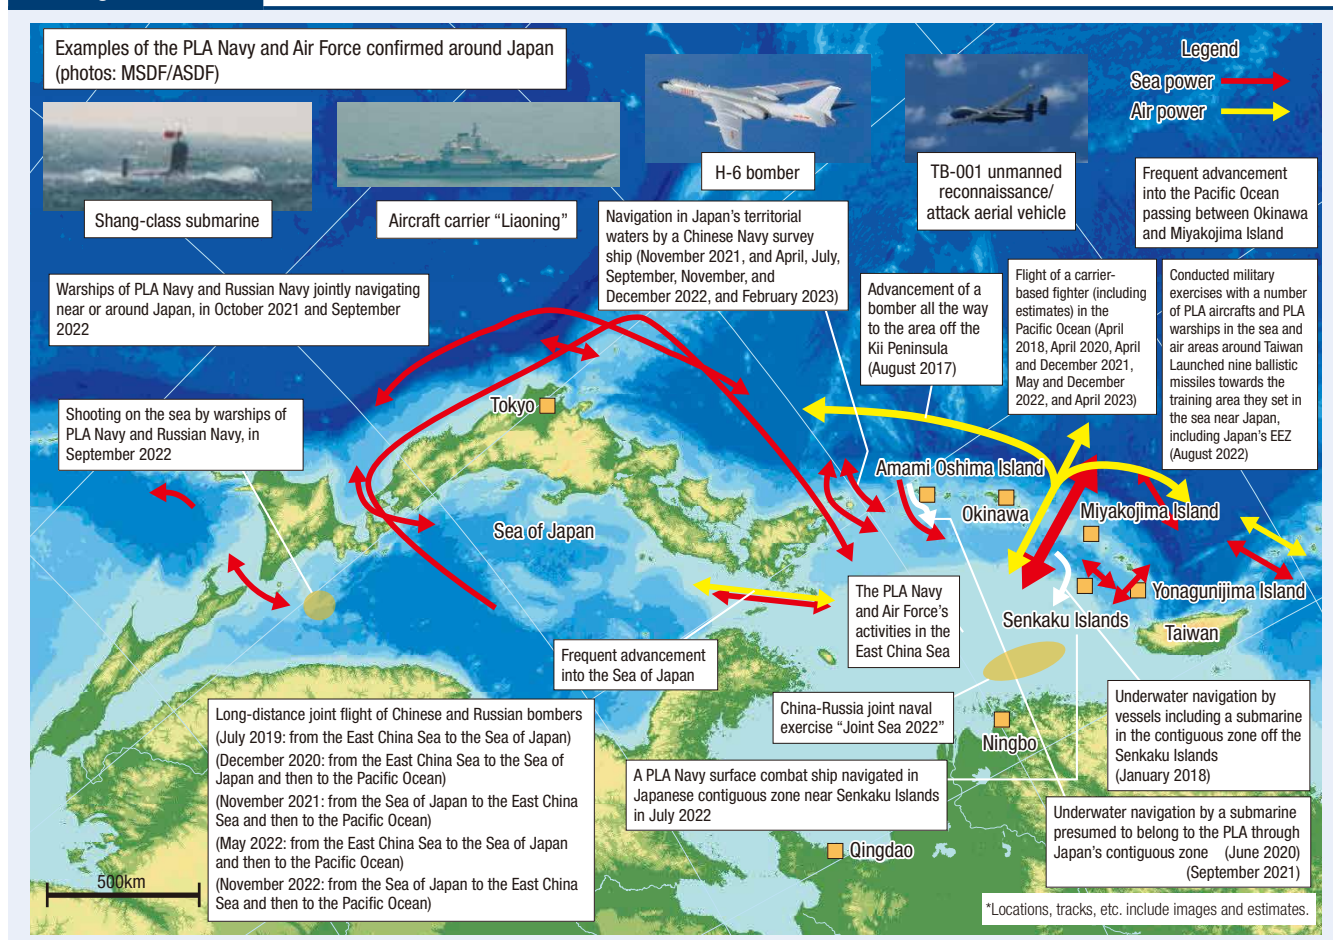 Examples of the PLA Navy and Air Force confirmed around Japan
(photos: MSDF/ASDF)
Legend
Sea power
Air power
Shang-class submarine
Aircraft carrier “Liaoning”
H-6 bomber
TB-001 unmanned
reconnaissance/
attack aerial vehicle
Frequent advancement
into the Pacific Ocean
passing between Okinawa
and Miyakojima Island
Navigation in Japan’s territorial
waters by a Chinese Navy survey
ship (November 2021, and April, July,
September, November, and
December 2022, and February 2023)
Warships of PLA Navy and Russian Navy jointly navigating
near or around Japan, in October 2021 and September
2022
Advancement of a
bomber all the way
to the area off the
Kii Peninsula
(August 2017)
Flight of a carrier-
based fighter (including
estimates) in the
Pacific Ocean (April
2018, April 2020, April
and December 2021,
May and December
2022, and April 2023)
Conducted military
exercises with a number
of PLA aircrafts and PLA
warships in the sea and
air areas around Taiwan
Launched nine ballistic
missiles towards the
training area they set in
the sea near Japan,
including Japan’s EEZ
(August 2022)
Shooting on the sea by warships of
PLA Navy and Russian Navy, in
September 2022
Tokyo
Amami Oshima Island
Okinawa
Miyakojima Island
Sea of Japan
Yonagunijima Island
Senkaku Islands
Taiwan
The PLA Navy
and Air Force’s
activities in the
East China Sea
Frequent advancement
into the Sea of Japan
China-Russia joint naval
exercise “Joint Sea 2022”
Ningbo
Underwater navigation by
vessels including a submarine
in the contiguous zone off the
Senkaku Islands
(January 2018)
Long-distance joint flight of Chinese and Russian bombers
(July 2019: from the East China Sea to the Sea of Japan)
(December 2020: from the East China Sea to the Sea of
Japan and then to the Pacific Ocean)
(November 2021: from the Sea of Japan to the East China
Sea and then to the Pacific Ocean)
(May 2022: from the East China Sea to the Sea of Japan
and then to the Pacific Ocean)
(November 2022: from the Sea of Japan to the East China
Sea and then to the Pacific Ocean)
A PLA Navy surface combat ship navigated in
Japanese contiguous zone near Senkaku Islands
in July 2022
Underwater navigation by a submarine
presumed to belong to the PLA through
Japan’s contiguous zone (June 2020)
(September 2021)
Qingdao
500km
*Locations, tracks, etc. include images and estimates.